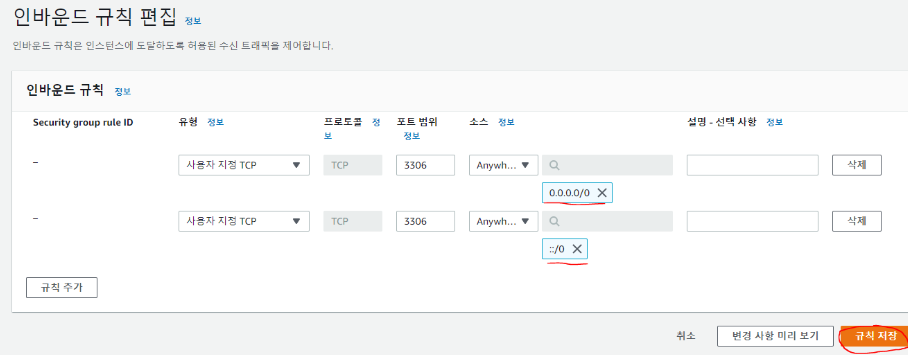 인바운드 규칙 편집 정보
인바운드 규칙은 인스턴스에 도달하도록 허용된 수신 트래픽을 제어합니다.
인바운드 규칙 정보
Security group rule ID 유형 정보 프로토콜 정보 포트 범위 정보 소스 정보 설명 - 선택 사항 정보
– 사용자 지정 TCP TCP 3306 Anywh... 삭제
0.0.0.0/0
– 사용자 지정 TCP TCP 3306 Anywh... 삭제
::/0
규칙 추가
취소 변경 사항 미리 보기 규칙 저장